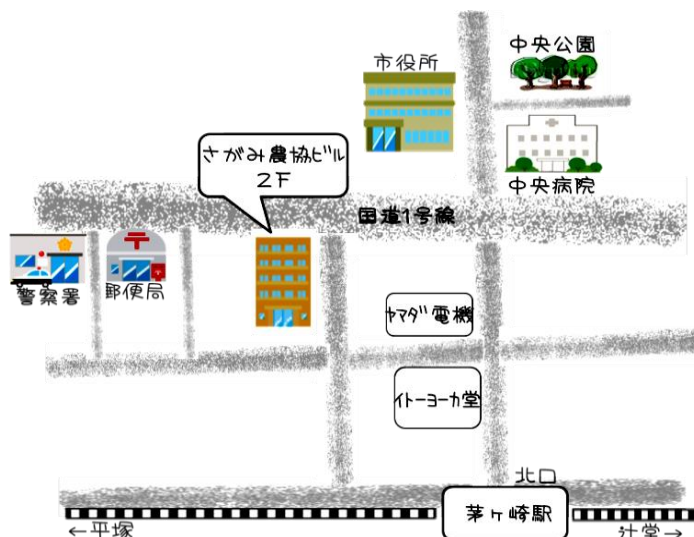 市役所
中央公園
さがみ農協ビル
2F
中央病院
国道1号線
警察署
郵便局
ヤマダ電機
イトーヨーカ堂
北口
茅ヶ崎駅
←平塚
辻堂→